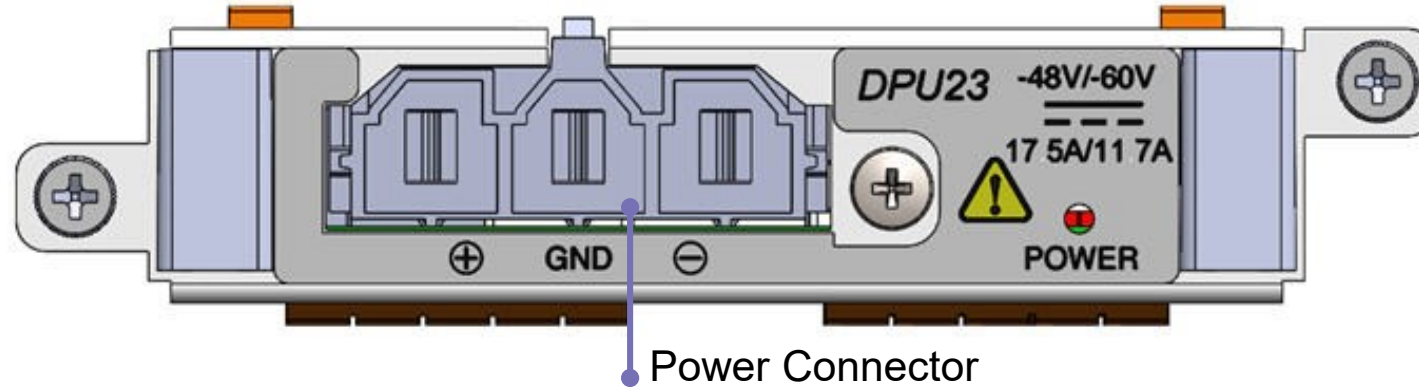 DPU23
-48V/-60V
17 5A/11 7A
⊕ GND ⊖
POWER
Power Connector